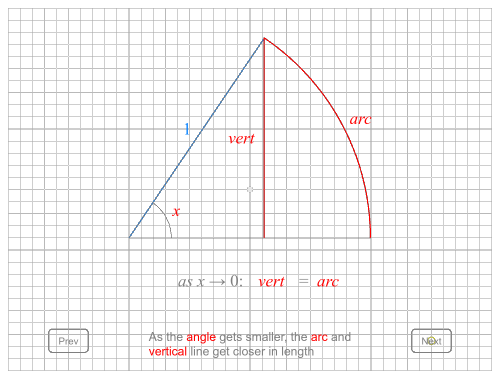 1
vert
arc
x
as x → 0: vert = arc
Prev
As the angle gets smaller, the arc and
vertical line get closer in length
Next